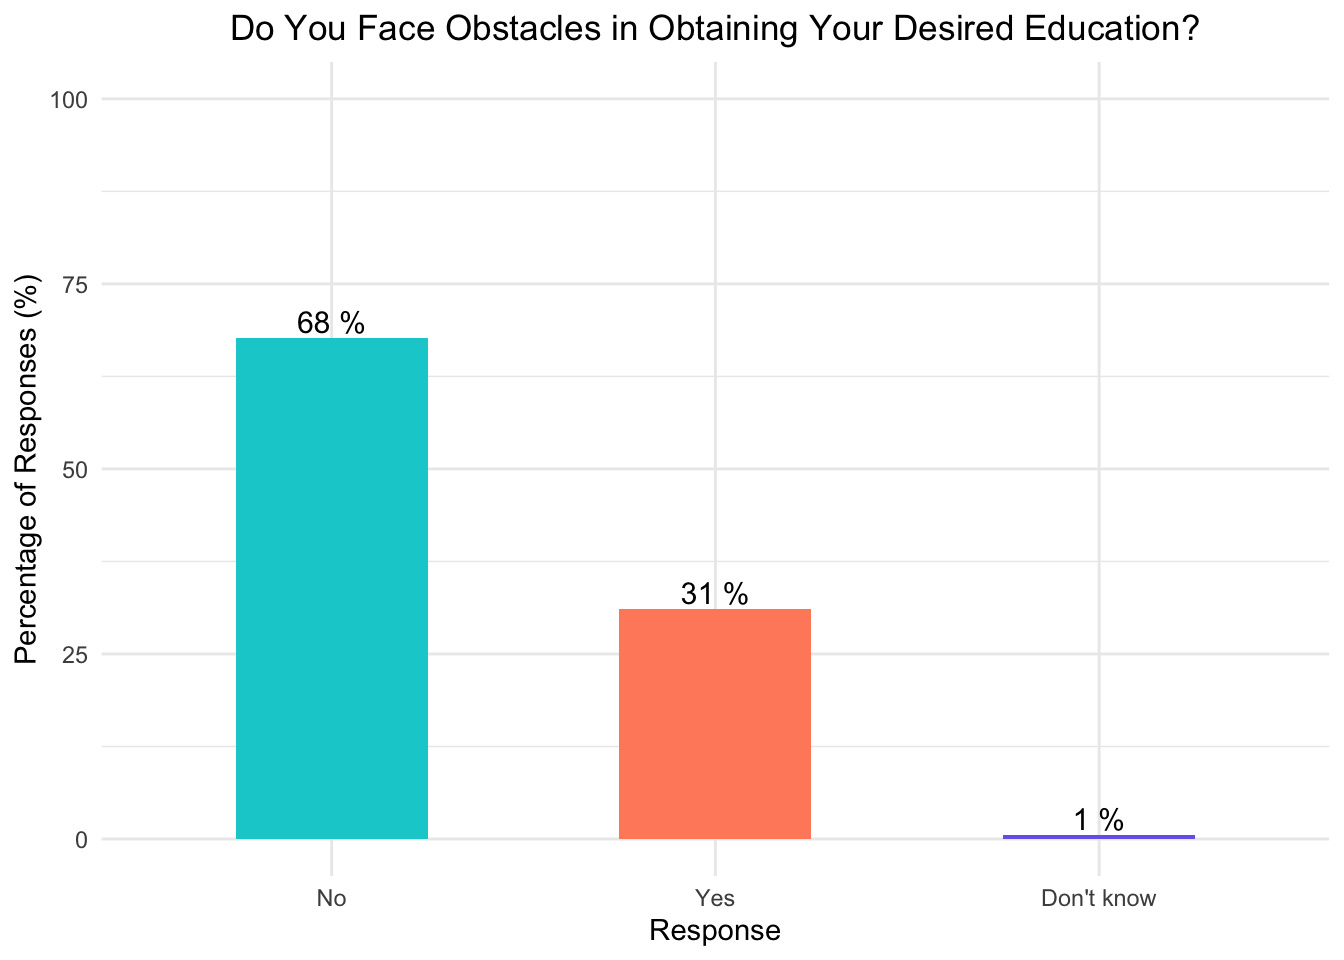 Do You Face Obstacles in Obtaining Your Desired Education?
Percentage of Responses (%)
100
75
50
25
0
68 %
31 %
1 %
No
Yes
Don't know
Response